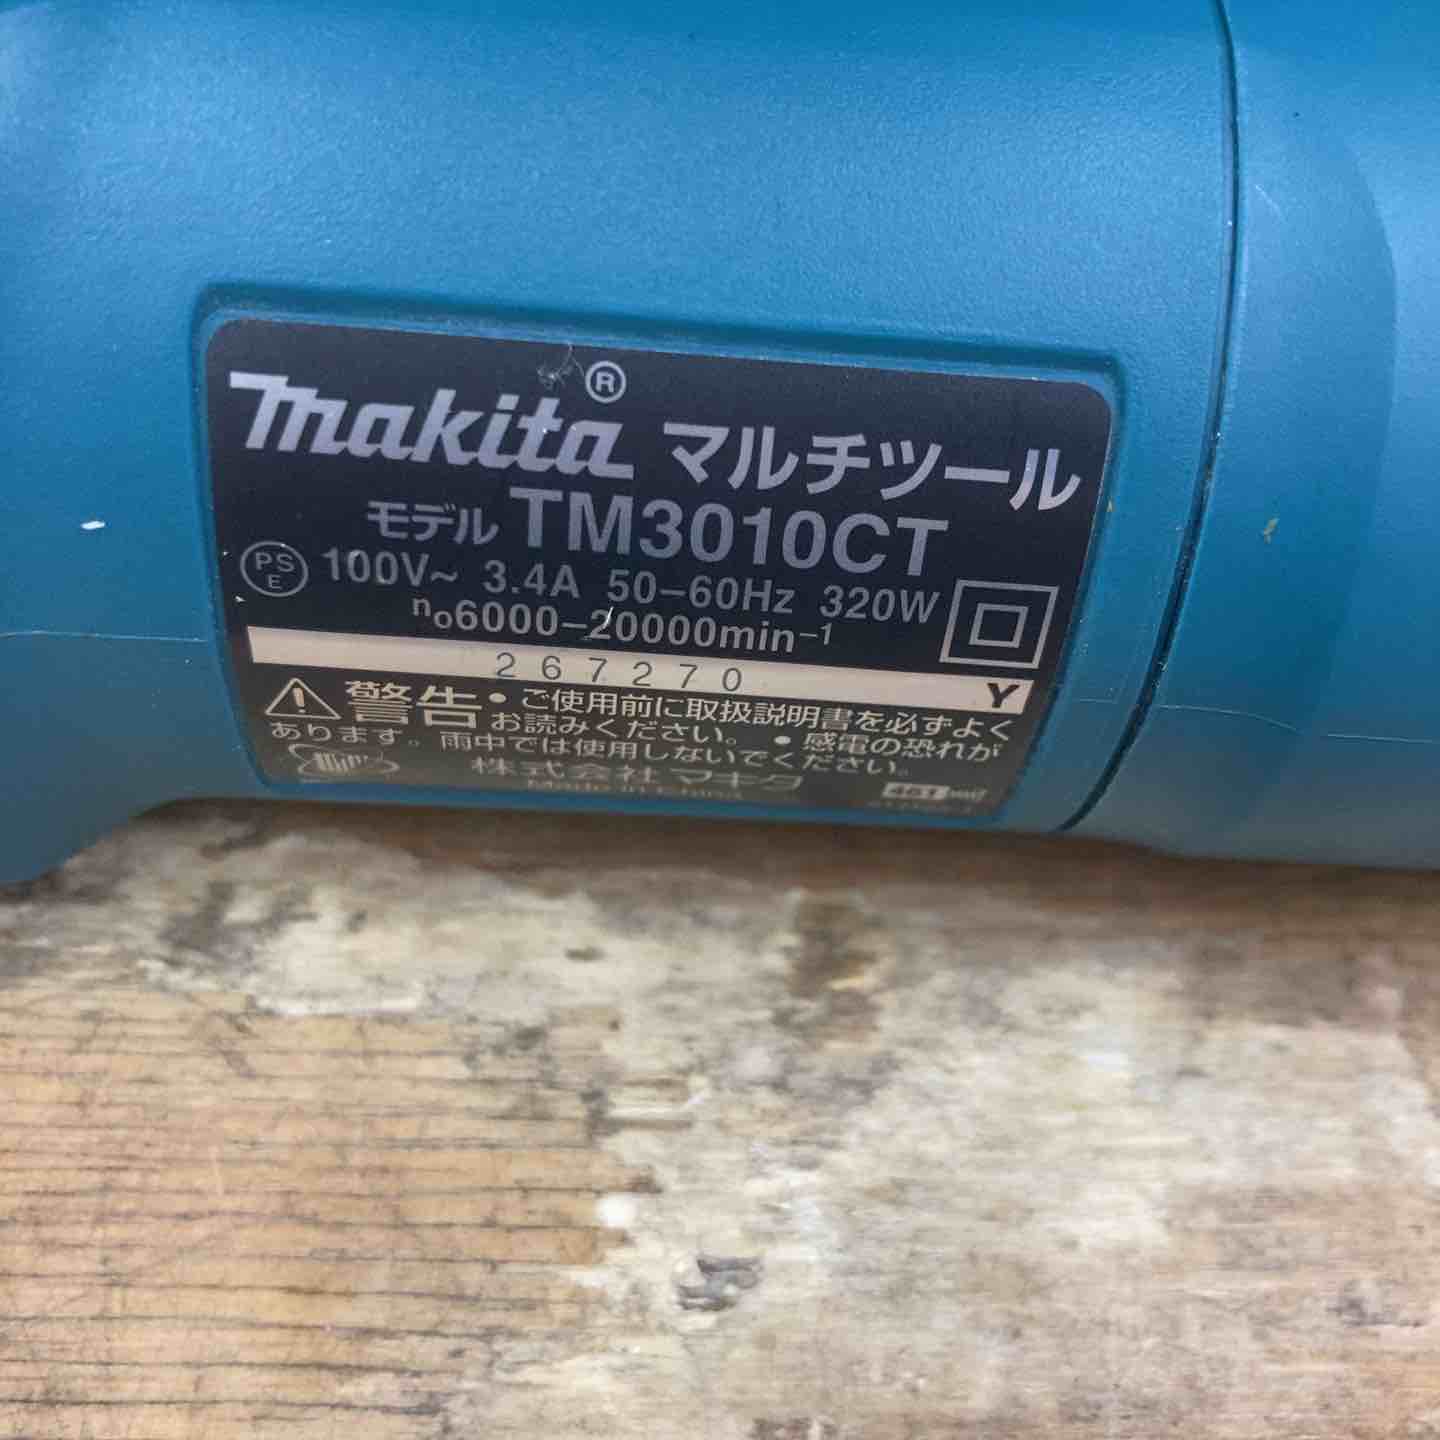 makita® マルチツール
モデル TM3010CT
PSE 100V~ 3.4A 50-60Hz 320W
n₀6000-20000min⁻¹
267270 Y
⚠警告 ・ご使用前に取扱説明書を必ずよく
お読みください。 ・感電の恐れが
あります。雨中では使用しないでください。
株式会社マキタ
Made in China